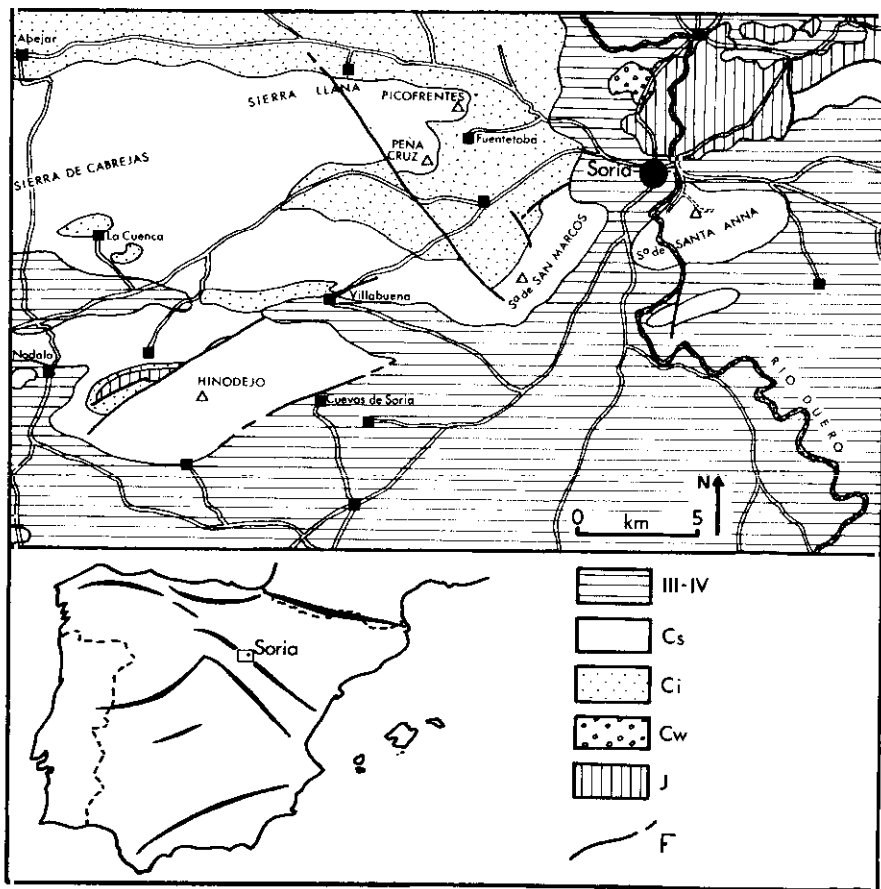 Abejar
SIERRA LLANA
PICOFRENTES
Fuentetoba
PEÑA
CRUZ
Soria
SIERRA DE CABREJAS
La Cuenca
Sª de SAN MARCOS
Sª de SANTA ANNA
Villabuena
Nodalo
HINODEJO
Cuevas de Soria
RIO DUERO
N
0 km 5
Soria
III-IV
Cs
Ci
Cw
J
F